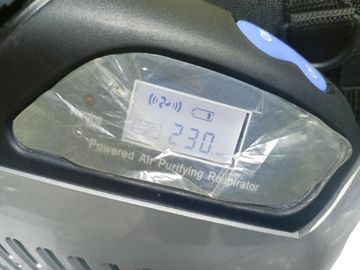 Warning
230
Powered Air Purifying Respirator